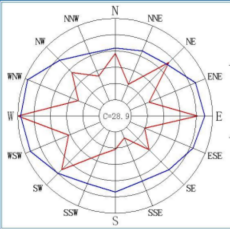 N
NNW NNE
NW NE
WNW ENE
W C=28.9 E
WSW ESE
SW SE
SSW SSE
S